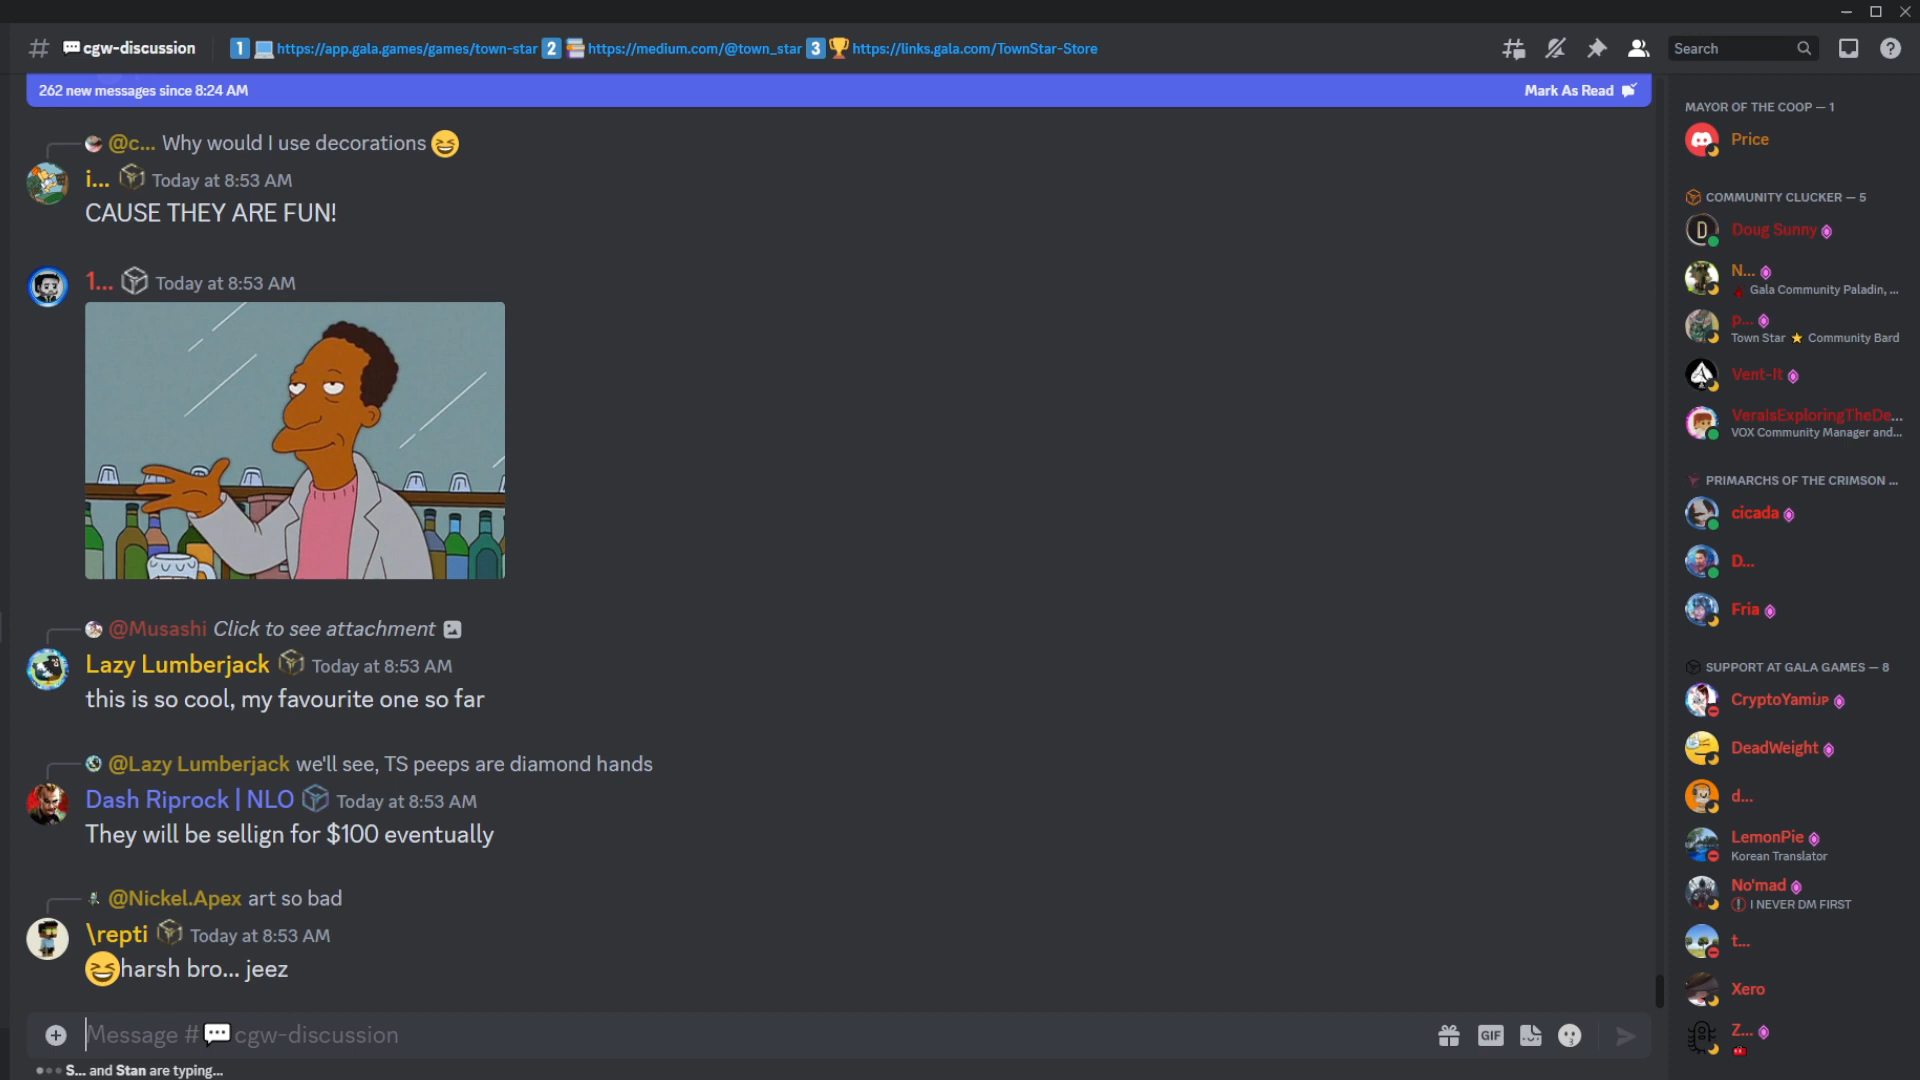 cgw-discussion
1 https://app.gala.games/games/town-star 2 https://medium.com/@town_star 3 https://links.gala.com/TownStar-Store
Search
262 new messages since 8:24 AM
Mark As Read
@c... Why would I use decorations
i... Today at 8:53 AM
CAUSE THEY ARE FUN!
1... Today at 8:53 AM
@Musashi Click to see attachment
Lazy Lumberjack Today at 8:53 AM
this is so cool, my favourite one so far
@Lazy Lumberjack we'll see, TS peeps are diamond hands
Dash Riprock | NLO Today at 8:53 AM
They will be sellign for $100 eventually
@Nickel.Apex art so bad
\repti Today at 8:53 AM
harsh bro... jeez
Message # cgw-discussion
GIF
S... and Stan are typing...
MAYOR OF THE COOP — 1
Price
COMMUNITY CLUCKER — 5
D
Doug Sunny
N...
Gala Community Paladin, ...
p...
Town Star Community Bard
Vent-It
VeraIsExploringTheDe...
VOX Community Manager and...
PRIMARCHS OF THE CRIMSON ...
cicada
D...
Fria
SUPPORT AT GALA GAMES — 8
CryptoYamiJP
DeadWeight
d...
LemonPie
Korean Translator
No'mad
I NEVER DM FIRST
t...
Xero
Z...